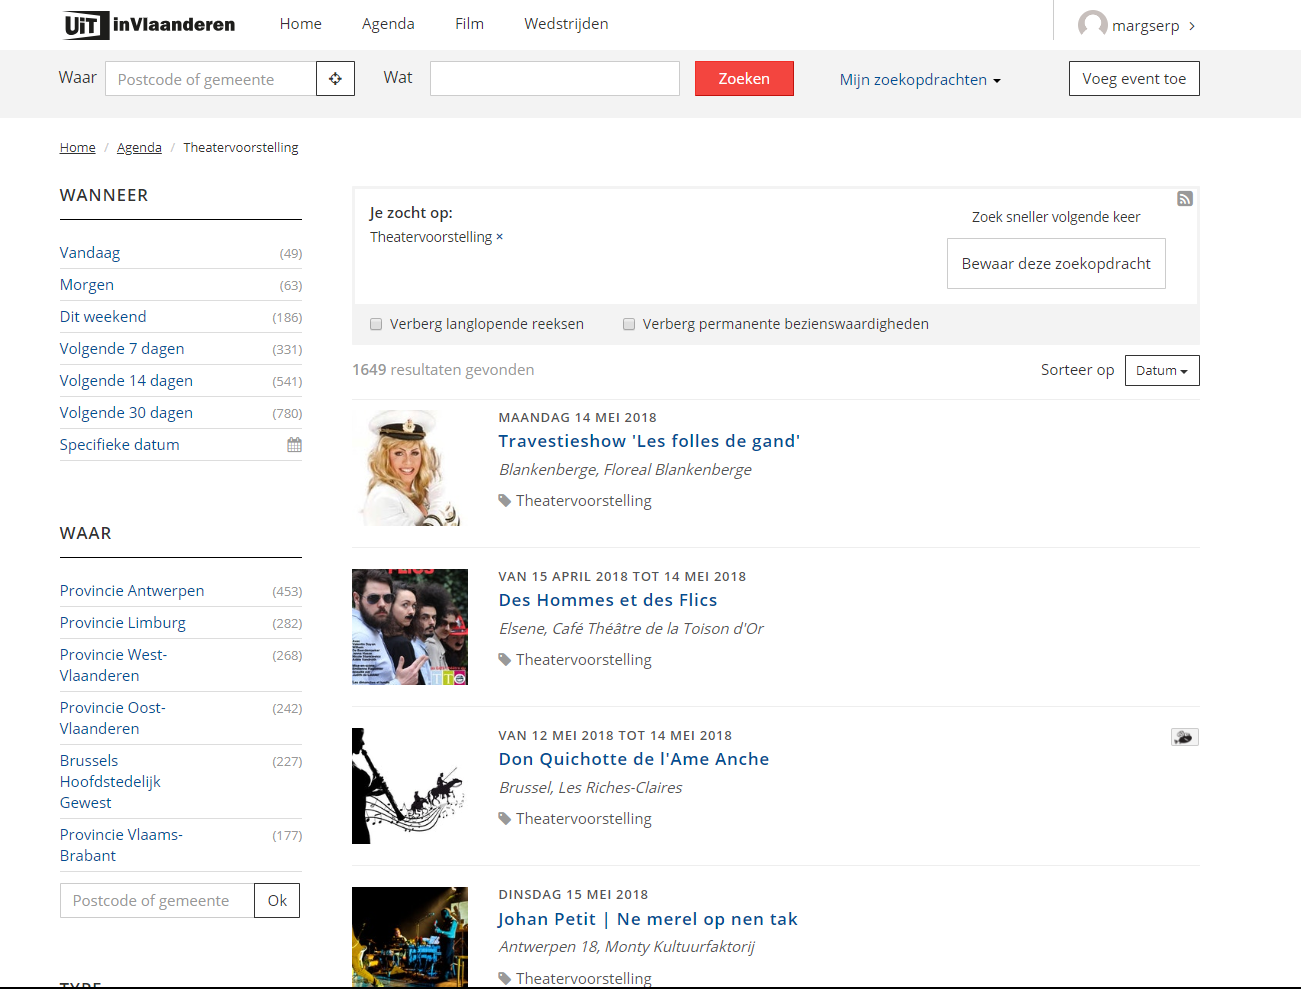 UiT inVlaanderen Home Agenda Film Wedstrijden margserp
Waar Postcode of gemeente Wat Zoeken Mijn zoekopdrachten Voeg event toe
Home / Agenda / Theatervoorstelling
WANNEER
Vandaag (49)
Morgen (63)
Dit weekend (186)
Volgende 7 dagen (331)
Volgende 14 dagen (541)
Volgende 30 dagen (780)
Specifieke datum
WAAR
Provincie Antwerpen (453)
Provincie Limburg (282)
Provincie West-
Vlaanderen (268)
Provincie Oost-
Vlaanderen (242)
Brussels
Hoofdstedelijk
Gewest (227)
Provincie Vlaams-
Brabant (177)
Postcode of gemeente Ok
TYPE
Je zocht op:
Theatervoorstelling ×
Zoek sneller volgende keer
Bewaar deze zoekopdracht
Verberg langlopende reeksen Verberg permanente bezienswaardigheden
1649 resultaten gevonden
Sorteer op Datum
MAANDAG 14 MEI 2018
Travestieshow 'Les folles de gand'
Blankenberge, Floreal Blankenberge
Theatervoorstelling
VAN 15 APRIL 2018 TOT 14 MEI 2018
Des Hommes et des Flics
Elsene, Café Théâtre de la Toison d'Or
Theatervoorstelling
VAN 12 MEI 2018 TOT 14 MEI 2018
Don Quichotte de l'Ame Anche
Brussel, Les Riches-Claires
Theatervoorstelling
DINSDAG 15 MEI 2018
Johan Petit | Ne merel op nen tak
Antwerpen 18, Monty Kultuurfaktorij
Theatervoorstelling